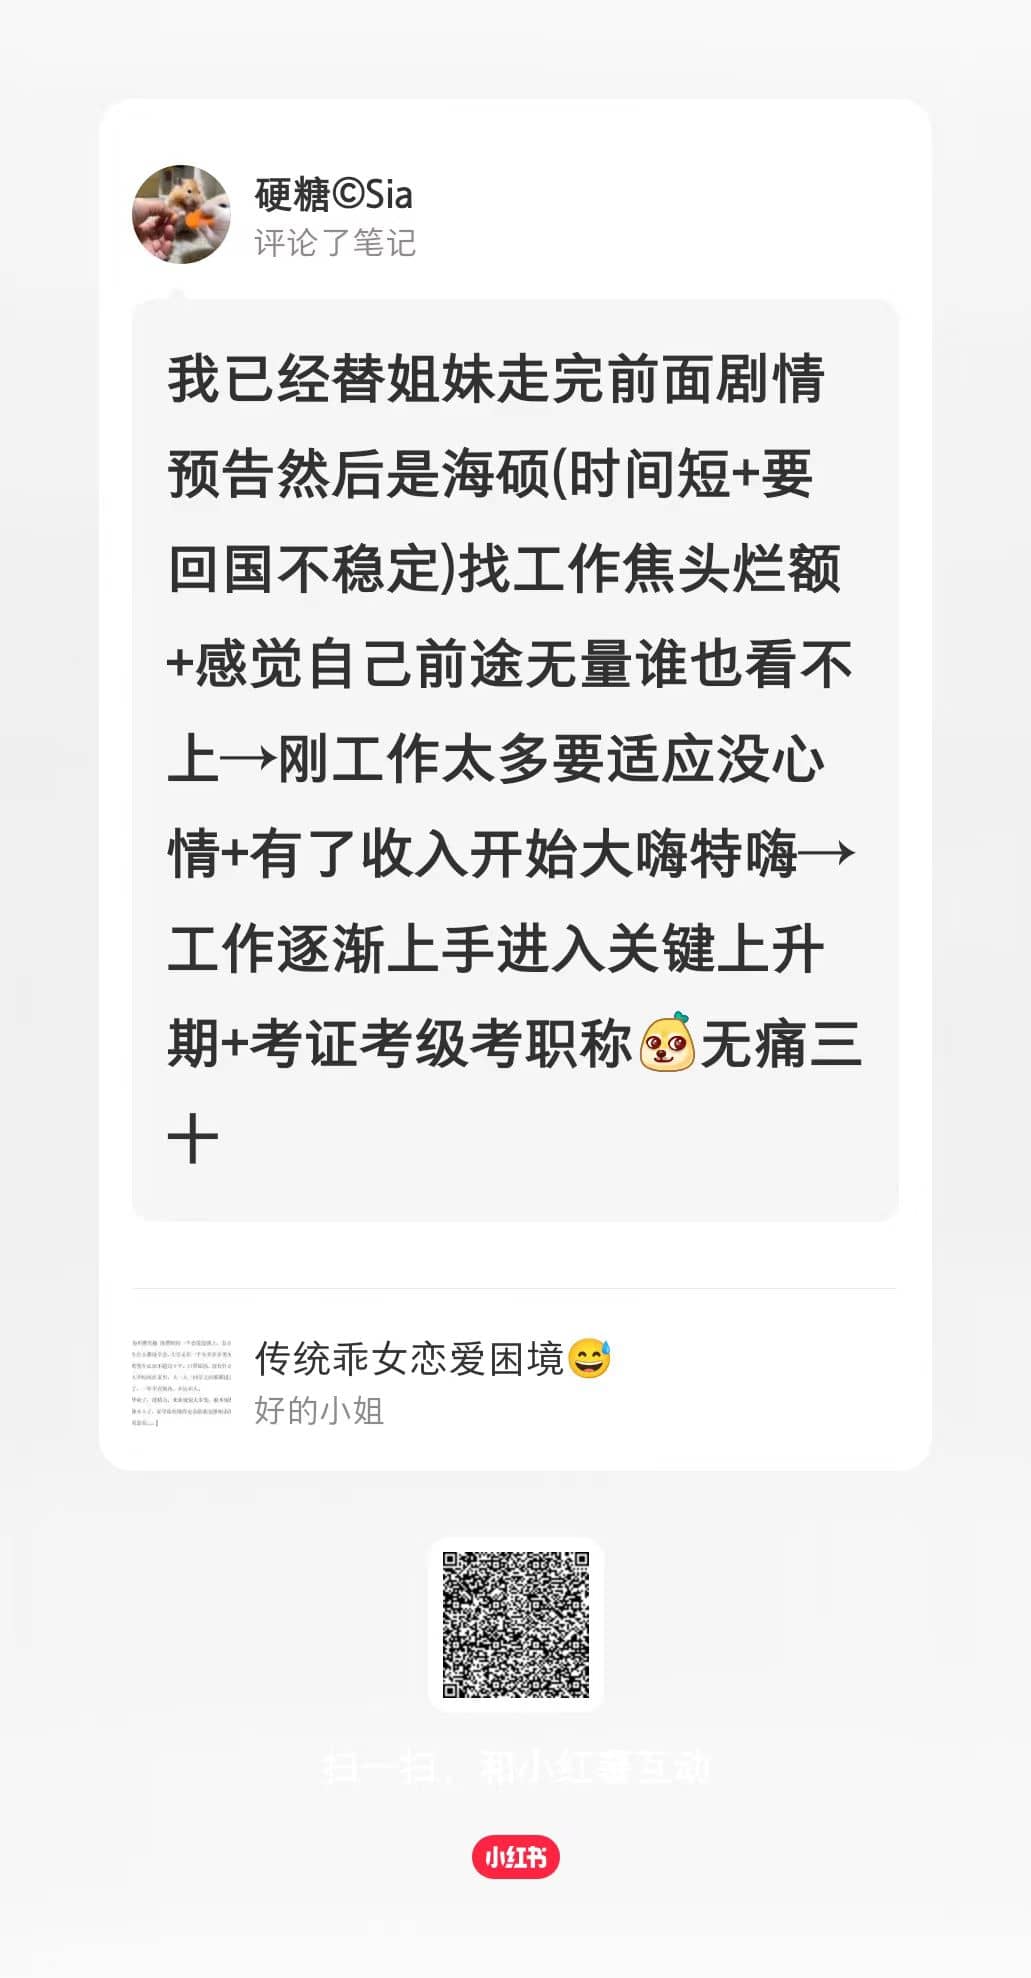 硬糖©Sia
评论了笔记
我已经替姐妹走完前面剧情
预告然后是海硕(时间短+要
回国不稳定)找工作焦头烂额
+感觉自己前途无量谁也看不
上→刚工作太多要适应没心
情+有了收入开始大嗨特嗨→
工作逐渐上手进入关键上升
期+考证考级考职称无痛三
十
传统乖女恋爱困境😅
好的小姐
扫一扫，和小红薯互动
小红书